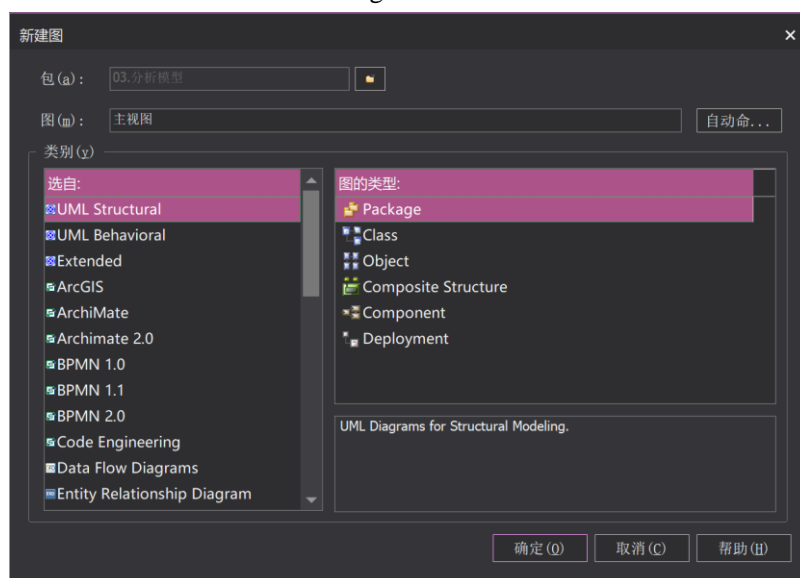 新建图
包(a): 03.分析模型
图(m): 主视图 自动命...
类别(y)
选自:
UML Structural
UML Behavioral
Extended
ArcGIS
ArchiMate
Archimate 2.0
BPMN 1.0
BPMN 1.1
BPMN 2.0
Code Engineering
Data Flow Diagrams
Entity Relationship Diagram
图的类型:
Package
Class
Object
Composite Structure
Component
Deployment
UML Diagrams for Structural Modeling.
确定(O) 取消(C) 帮助(H)